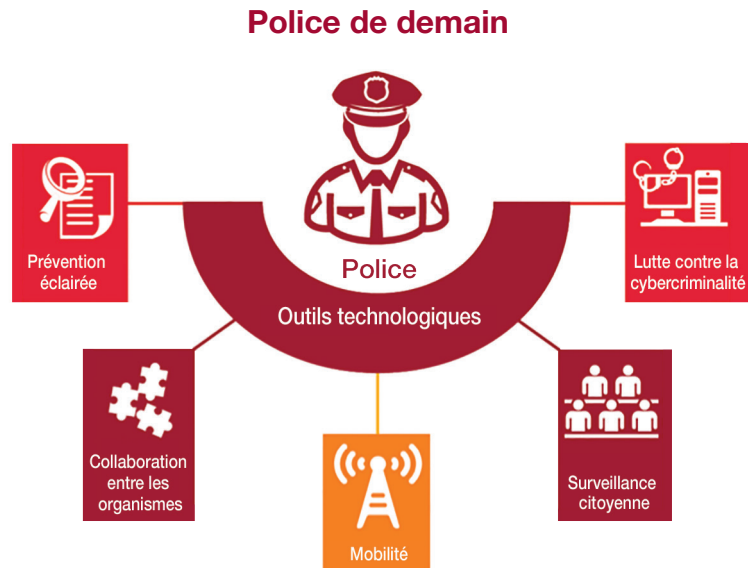 Police de demain
Police
Outils technologiques
Prévention
éclairée
Collaboration
entre les
organismes
Mobilité
Surveillance
citoyenne
Lutte contre la
cybercriminalité